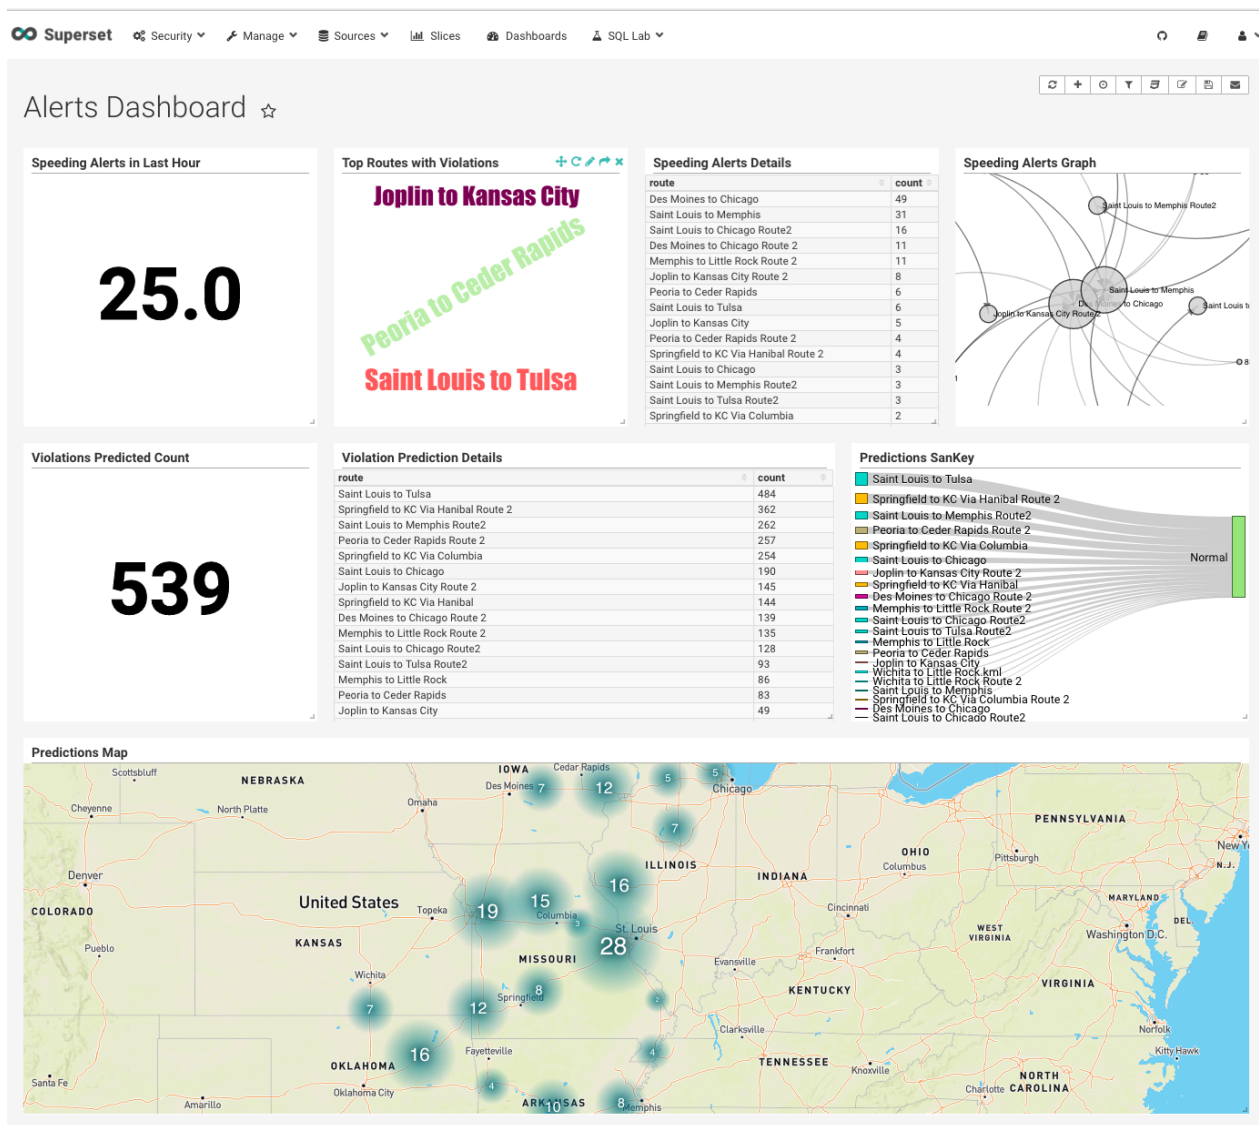 Superset Security Manage Sources Slices Dashboards SQL Lab
Alerts Dashboard
Speeding Alerts in Last Hour
25.0
Top Routes with Violations
Joplin to Kansas City
Peoria to Ceder Rapids
Saint Louis to Tulsa
Speeding Alerts Details
route count
Des Moines to Chicago 49
Saint Louis to Memphis 31
Saint Louis to Chicago Route2 16
Des Moines to Chicago Route 2 11
Memphis to Little Rock Route 2 11
Joplin to Kansas City Route 2 8
Peoria to Ceder Rapids 6
Saint Louis to Tulsa 6
Joplin to Kansas City 5
Peoria to Ceder Rapids Route 2 4
Springfield to KC Via Hanibal Route 2 4
Saint Louis to Chicago 3
Saint Louis to Memphis Route2 3
Saint Louis to Tulsa Route2 3
Springfield to KC Via Columbia 2
Speeding Alerts Graph
Saint Louis to Memphis Route2
Saint Louis to Memphis
Des Moines to Chicago
Saint Louis
Joplin to Kansas City Route 2
8
Violations Predicted Count
539
Violation Prediction Details
route count
Saint Louis to Tulsa 484
Springfield to KC Via Hanibal Route 2 362
Saint Louis to Memphis Route2 262
Peoria to Ceder Rapids Route 2 257
Springfield to KC Via Columbia 254
Saint Louis to Chicago 190
Joplin to Kansas City Route 2 145
Springfield to KC Via Hanibal 144
Des Moines to Chicago Route 2 139
Memphis to Little Rock Route 2 135
Saint Louis to Chicago Route2 128
Saint Louis to Tulsa Route2 93
Memphis to Little Rock 86
Peoria to Ceder Rapids 83
Joplin to Kansas City 49
Predictions SanKey
Saint Louis to Tulsa
Springfield to KC Via Hanibal Route 2
Saint Louis to Memphis Route2
Peoria to Ceder Rapids Route 2
Springfield to KC Via Columbia
Saint Louis to Chicago
Joplin to Kansas City Route 2
Springfield to KC Via Hanibal
Des Moines to Chicago Route 2
Memphis to Little Rock Route 2
Saint Louis to Chicago Route2
Saint Louis to Tulsa Route2
Memphis to Little Rock
Peoria to Ceder Rapids
Joplin to Kansas City
Wichita to Little Rock.kml
Wichita to Little Rock Route 2
Saint Louis to Memphis
Springfield to KC Via Columbia Route 2
Des Moines to Chicago
Saint Louis to Chicago Route2
Normal
Predictions Map
Scottsbluff
NEBRASKA
IOWA
Cedar Rapids
5
5
Des Moines
7
12
Chicago
Cheyenne
North Platte
Omaha
7
PENNSYLVANIA
New Y
Pittsburgh
N.J.
OHIO
Columbus
ILLINOIS
INDIANA
Denver
16
COLORADO
United States
Topeka
19
15
Columbia
3
Cincinnati
MARYLAND
DEL.
St. Louis
28
WEST
VIRGINIA
Washington D.C.
KANSAS
Pueblo
MISSOURI
Evansville
Frankfort
Wichita
8
Springfield
KENTUCKY
VIRGINIA
7
12
2
Clarksville
Norfolk
16
Fayetteville
4
Kitty Hawk
OKLAHOMA
TENNESSEE
Knoxville
Santa Fe
Oklahoma City
4
NORTH
CAROLINA
Charlotte
Amarillo
ARKANSAS
10
8
Memphis